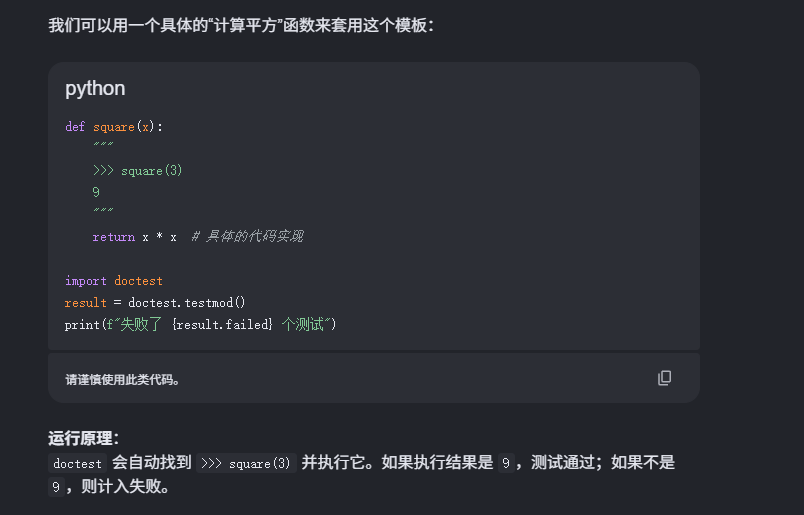 我们可以用一个具体的“计算平方”函数来套用这个模板：
python
def square(x):
    """
    >>> square(3)
    9
    """
    return x * x  # 具体的代码实现
import doctest
result = doctest.testmod()
print(f"失败了 {result.failed} 个测试")
请谨慎使用此类代码。
运行原理：
doctest 会自动找到 >>> square(3) 并执行它。如果执行结果是 9，测试通过；如果不是
9，则计入失败。